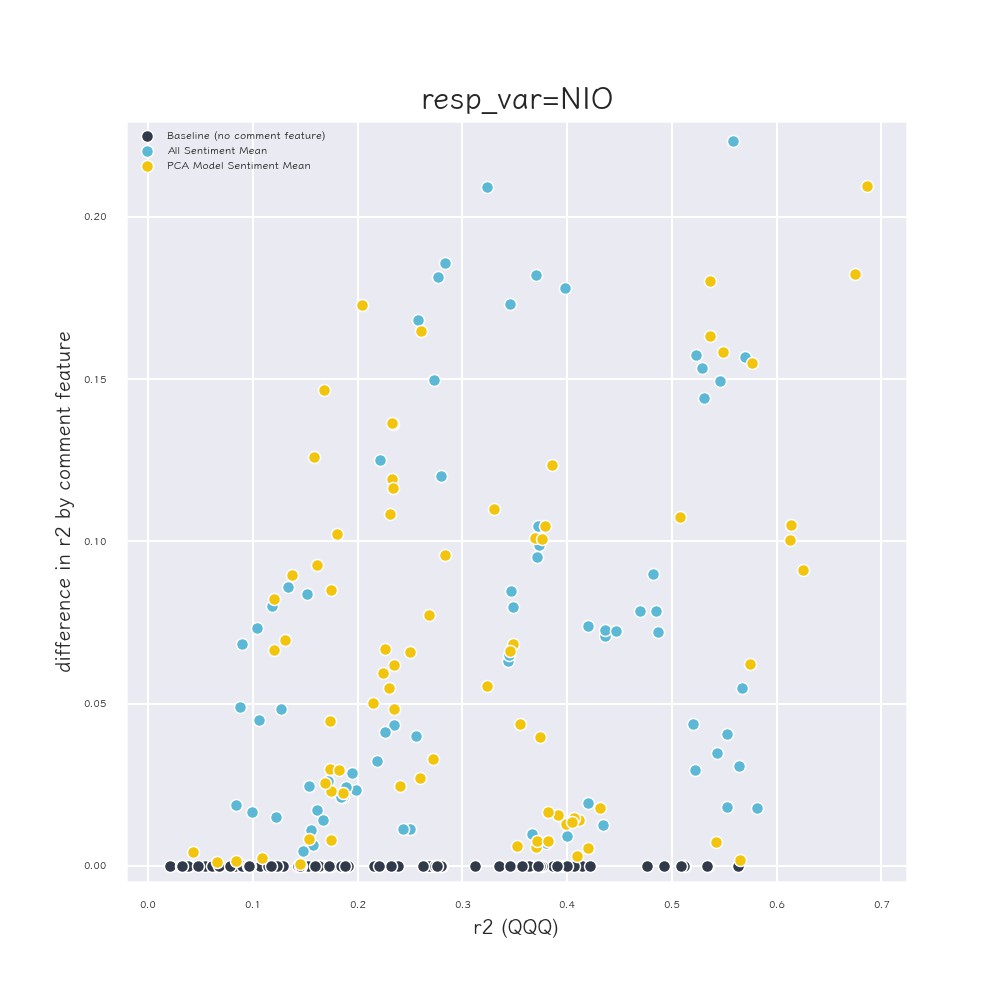 resp_var=NIO
Baseline (no comment feature)
All Sentiment Mean
PCA Model Sentiment Mean
difference in r2 by comment feature
0.20
0.15
0.10
0.05
0.00
0.0 0.1 0.2 0.3 0.4 0.5 0.6 0.7
r2 (QQQ)